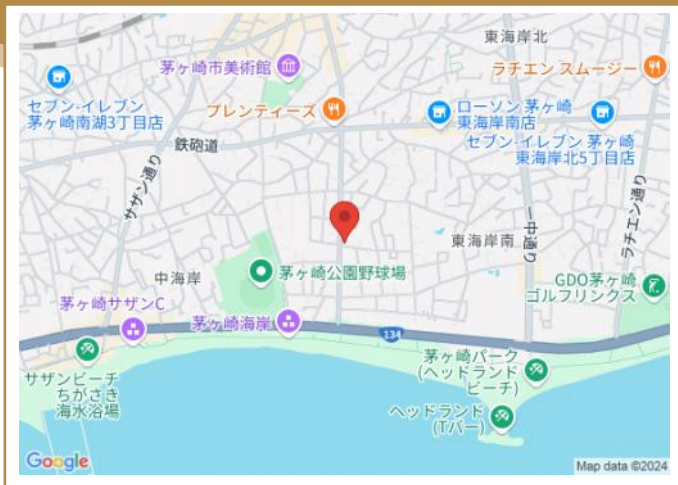 東海岸北
茅ヶ崎市美術館
ラチエン スムージー
セブン-イレブン
茅ヶ崎南湖3丁目店
プレンティーズ
ローソン 茅ヶ崎
東海岸南店
セブン-イレブン 茅ヶ崎
東海岸北5丁目店
鉄砲道
サザン通り
一中通り
ラチエン通り
東海岸南
中海岸
茅ヶ崎公園野球場
GDO茅ヶ崎
ゴルフリンクス
茅ヶ崎サザンC
茅ヶ崎海岸
134
サザンビーチ
ちがさき
海水浴場
茅ヶ崎パーク
(ヘッドランド
ビーチ)
ヘッドランド
(Tバー)
Google
Map data ©2024